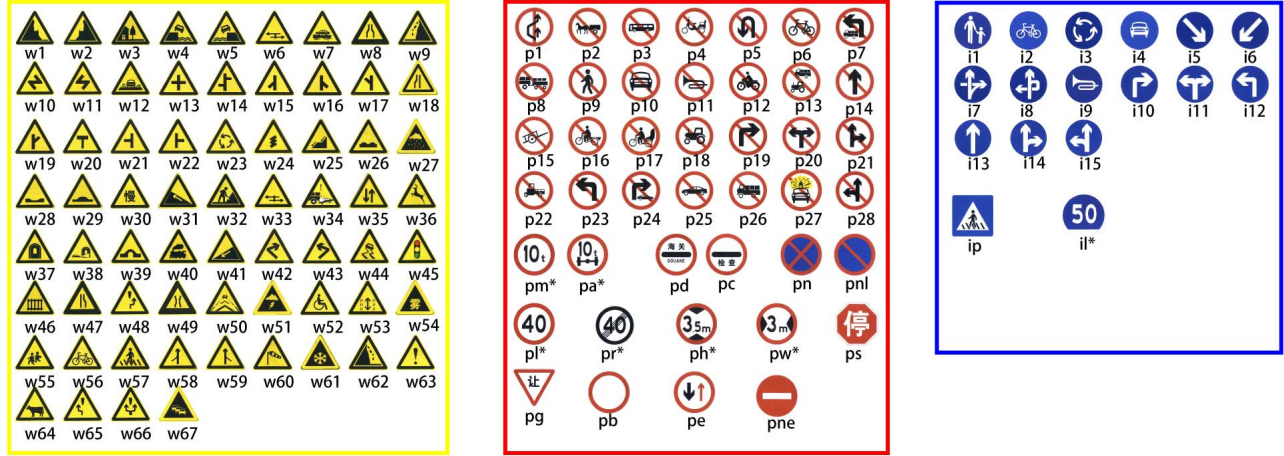 w1 w2 w3 w4 w5 w6 w7 w8 w9
w10 w11 w12 w13 w14 w15 w16 w17 w18
w19 w20 w21 w22 w23 w24 w25 w26 w27
慢
w28 w29 w30 w31 w32 w33 w34 w35 w36
w37 w38 w39 w40 w41 w42 w43 w44 w45
雾
w46 w47 w48 w49 w50 w51 w52 w53 w54
w55 w56 w57 w58 w59 w60 w61 w62 w63
w64 w65 w66 w67
p1 p2 p3 p4 p5 p6 p7
p8 p9 p10 p11 p12 p13 p14
p15 p16 p17 p18 p19 p20 p21
p22 p23 p24 p25 p26 p27 p28
10t 10t 海关 检查
DOUANE
pm* pa* pd pc pn pnl
40 40 3.5m 3m 停
pl* pr* ph* pw* ps
让
pg pb pe pne
i1 i2 i3 i4 i5 i6
i7 i8 i9 i10 i11 i12
i13 i14 i15
50
ip il*